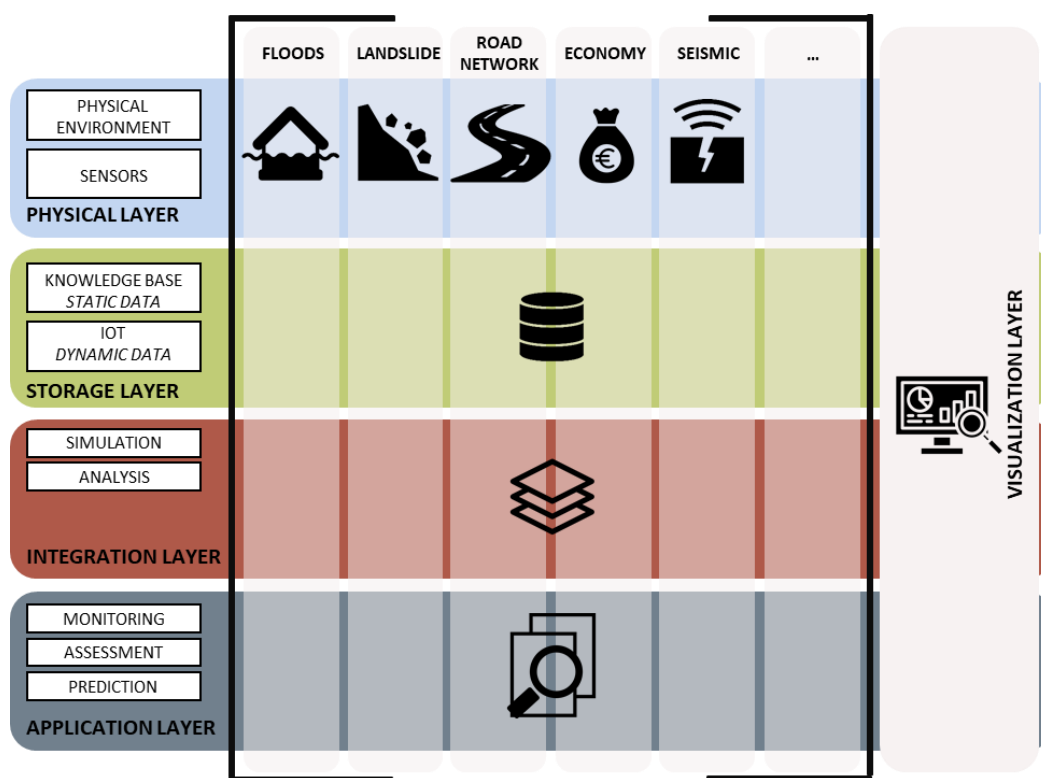 FLOODS
LANDSLIDE
ROAD
NETWORK
ECONOMY
SEISMIC
...
PHYSICAL
ENVIRONMENT
SENSORS
PHYSICAL LAYER
€
KNOWLEDGE BASE
STATIC DATA
IOT
DYNAMIC DATA
STORAGE LAYER
SIMULATION
ANALYSIS
INTEGRATION LAYER
MONITORING
ASSESSMENT
PREDICTION
APPLICATION LAYER
VISUALIZATION LAYER